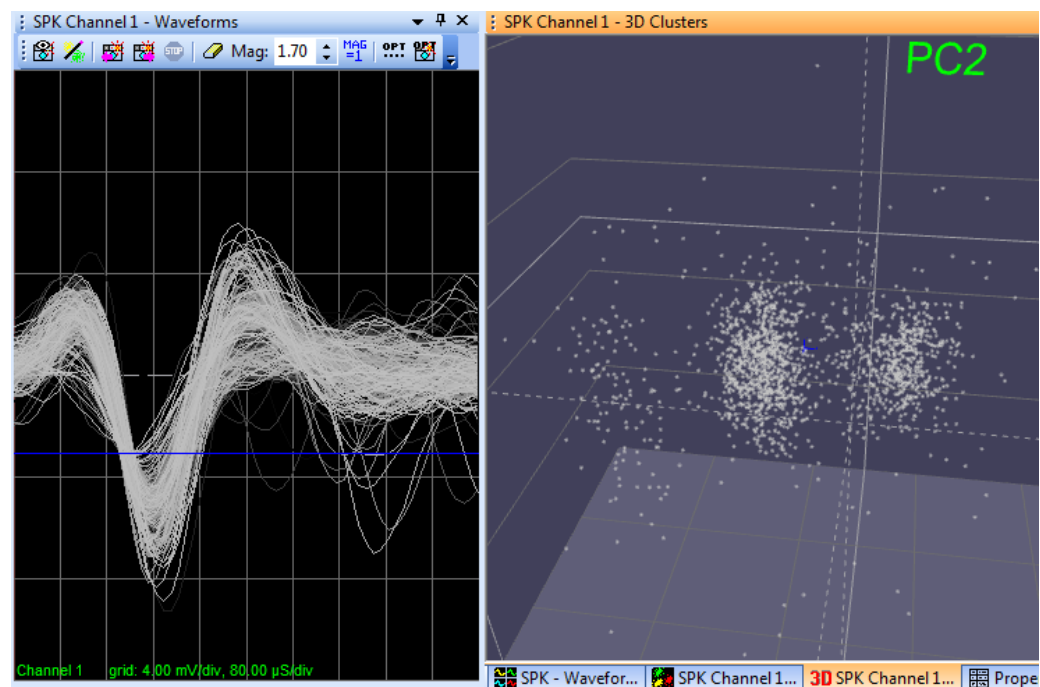 SPK Channel 1 - Waveforms
Mag: 1.70 MAG =1 OPT OPT
Channel 1 grid: 4.00 mV/div, 80.00 µS/div
SPK Channel 1 - 3D Clusters
PC2
SPK - Wavefor... SPK Channel 1... 3D SPK Channel 1... Prope